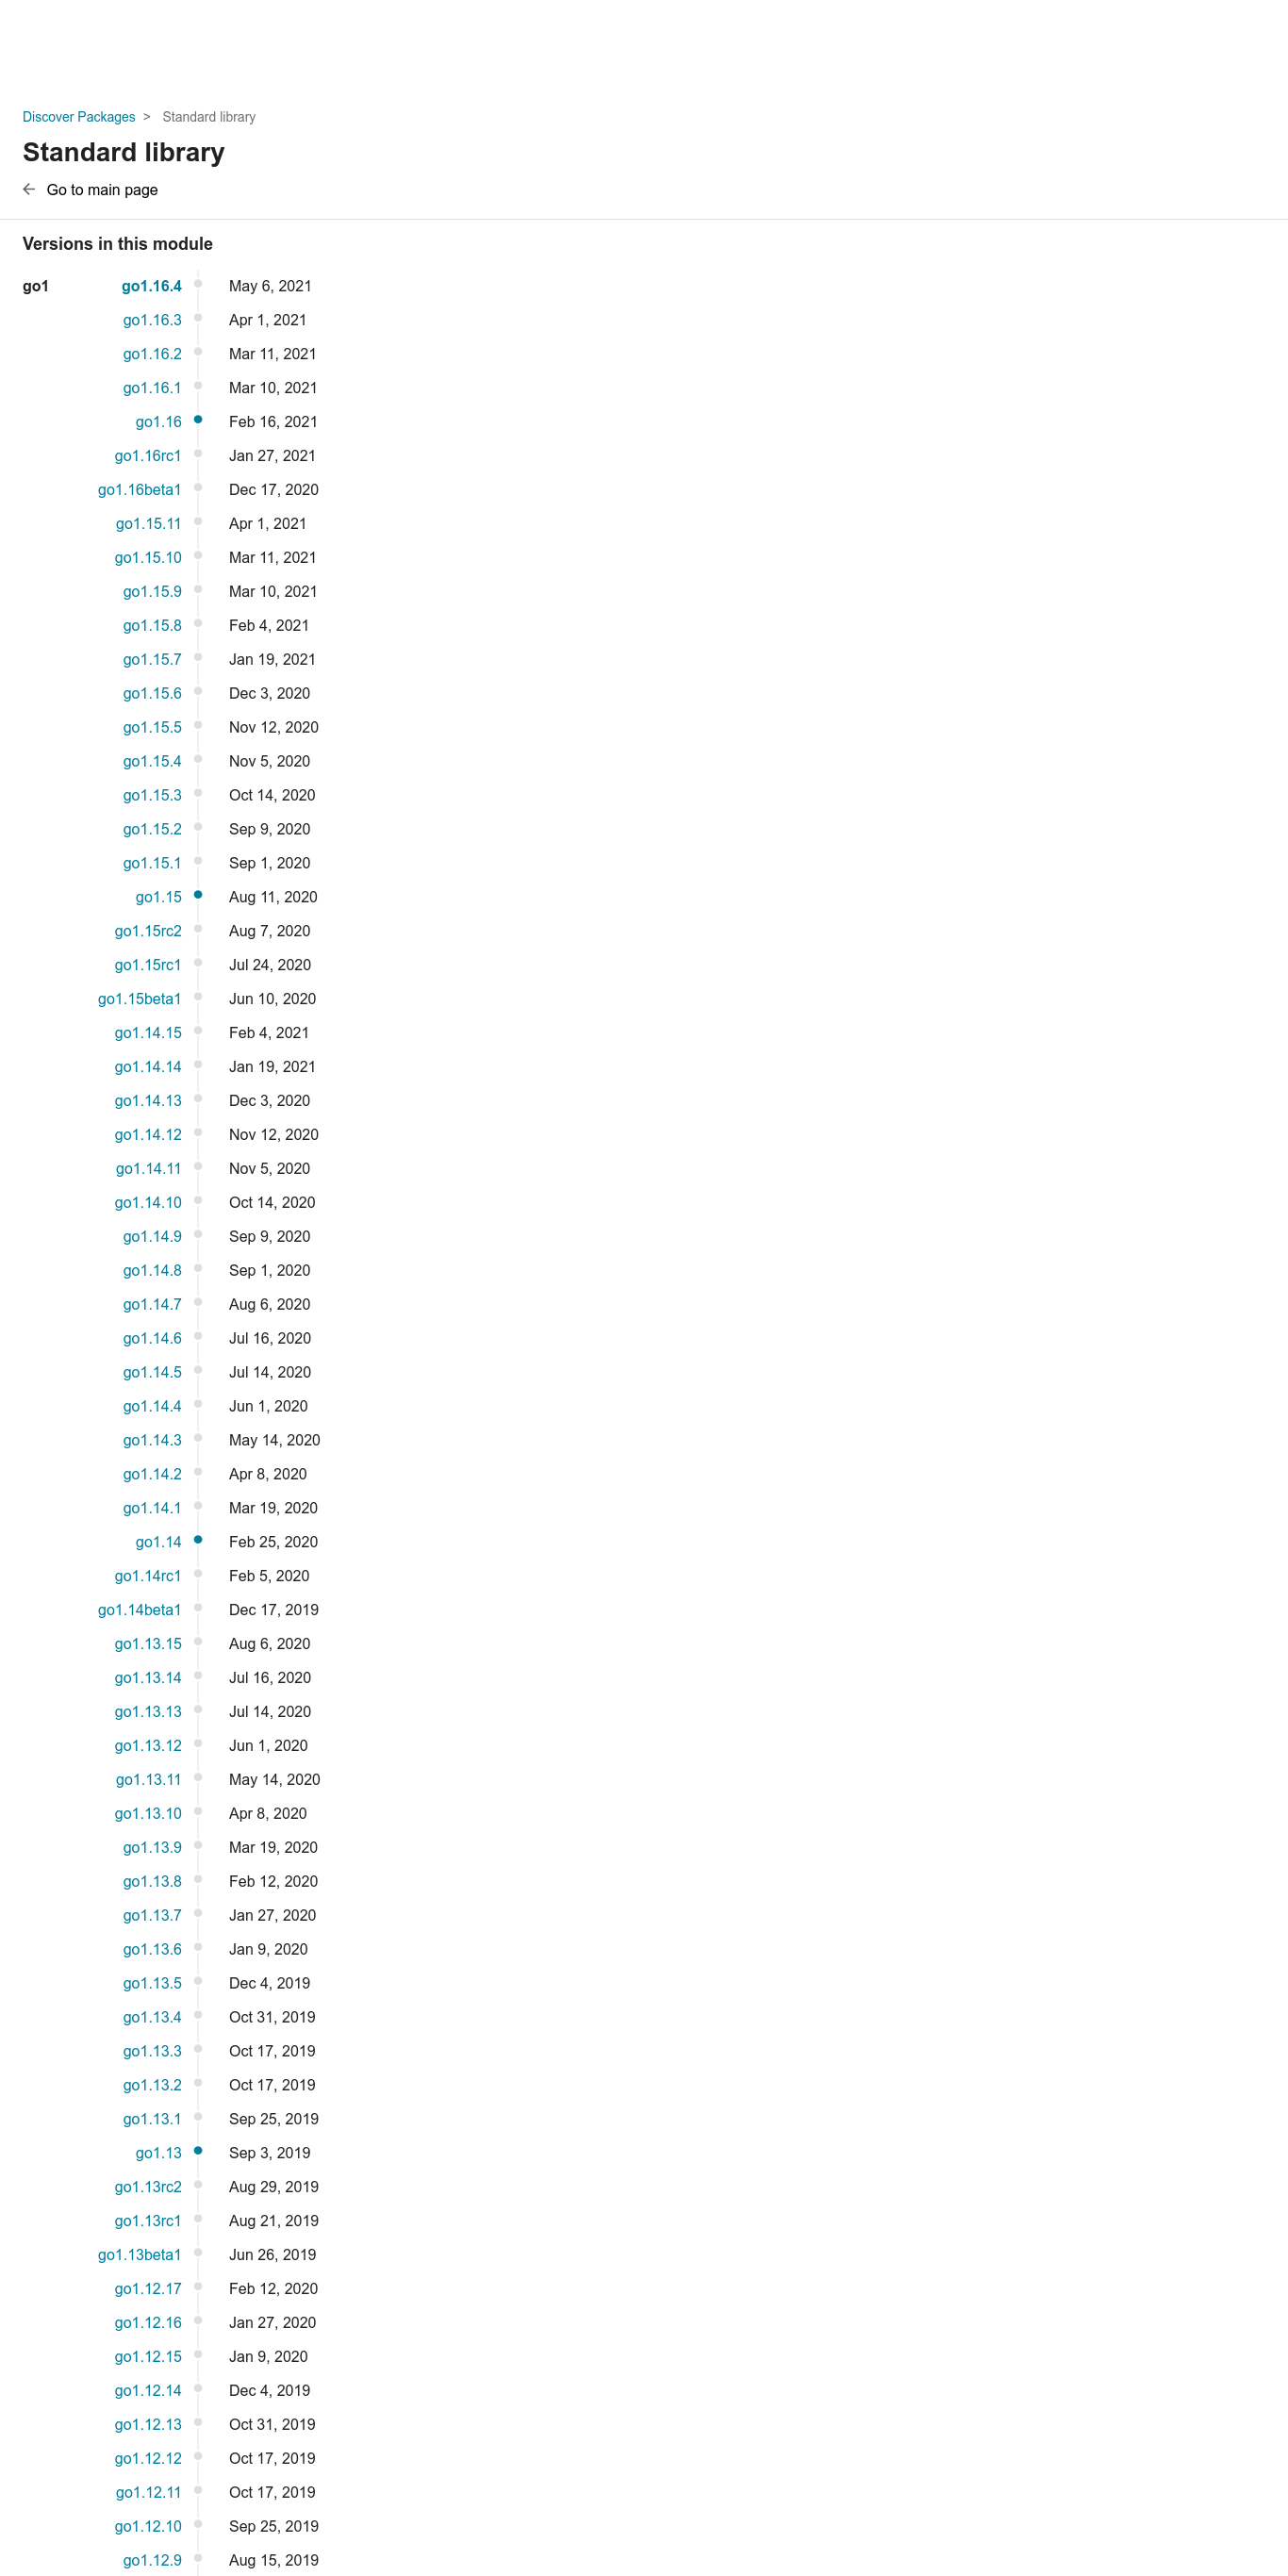 Discover Packages > Standard library
Standard library
Go to main page
Versions in this module
go1 go1.16.4 May 6, 2021
go1.16.3 Apr 1, 2021
go1.16.2 Mar 11, 2021
go1.16.1 Mar 10, 2021
go1.16 Feb 16, 2021
go1.16rc1 Jan 27, 2021
go1.16beta1 Dec 17, 2020
go1.15.11 Apr 1, 2021
go1.15.10 Mar 11, 2021
go1.15.9 Mar 10, 2021
go1.15.8 Feb 4, 2021
go1.15.7 Jan 19, 2021
go1.15.6 Dec 3, 2020
go1.15.5 Nov 12, 2020
go1.15.4 Nov 5, 2020
go1.15.3 Oct 14, 2020
go1.15.2 Sep 9, 2020
go1.15.1 Sep 1, 2020
go1.15 Aug 11, 2020
go1.15rc2 Aug 7, 2020
go1.15rc1 Jul 24, 2020
go1.15beta1 Jun 10, 2020
go1.14.15 Feb 4, 2021
go1.14.14 Jan 19, 2021
go1.14.13 Dec 3, 2020
go1.14.12 Nov 12, 2020
go1.14.11 Nov 5, 2020
go1.14.10 Oct 14, 2020
go1.14.9 Sep 9, 2020
go1.14.8 Sep 1, 2020
go1.14.7 Aug 6, 2020
go1.14.6 Jul 16, 2020
go1.14.5 Jul 14, 2020
go1.14.4 Jun 1, 2020
go1.14.3 May 14, 2020
go1.14.2 Apr 8, 2020
go1.14.1 Mar 19, 2020
go1.14 Feb 25, 2020
go1.14rc1 Feb 5, 2020
go1.14beta1 Dec 17, 2019
go1.13.15 Aug 6, 2020
go1.13.14 Jul 16, 2020
go1.13.13 Jul 14, 2020
go1.13.12 Jun 1, 2020
go1.13.11 May 14, 2020
go1.13.10 Apr 8, 2020
go1.13.9 Mar 19, 2020
go1.13.8 Feb 12, 2020
go1.13.7 Jan 27, 2020
go1.13.6 Jan 9, 2020
go1.13.5 Dec 4, 2019
go1.13.4 Oct 31, 2019
go1.13.3 Oct 17, 2019
go1.13.2 Oct 17, 2019
go1.13.1 Sep 25, 2019
go1.13 Sep 3, 2019
go1.13rc2 Aug 29, 2019
go1.13rc1 Aug 21, 2019
go1.13beta1 Jun 26, 2019
go1.12.17 Feb 12, 2020
go1.12.16 Jan 27, 2020
go1.12.15 Jan 9, 2020
go1.12.14 Dec 4, 2019
go1.12.13 Oct 31, 2019
go1.12.12 Oct 17, 2019
go1.12.11 Oct 17, 2019
go1.12.10 Sep 25, 2019
go1.12.9 Aug 15, 2019